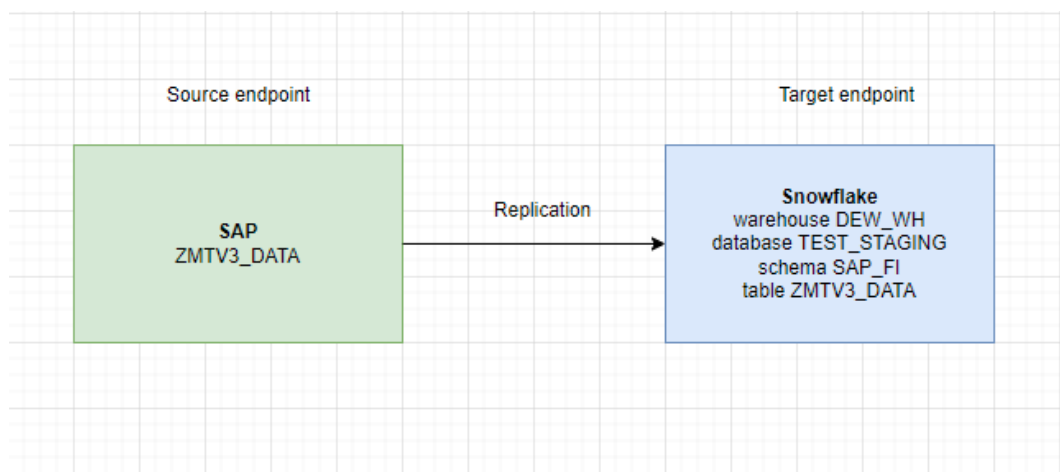 Source endpoint
Target endpoint
SAP
ZMTV3_DATA
Replication
Snowflake
warehouse DEW_WH
database TEST_STAGING
schema SAP_FI
table ZMTV3_DATA